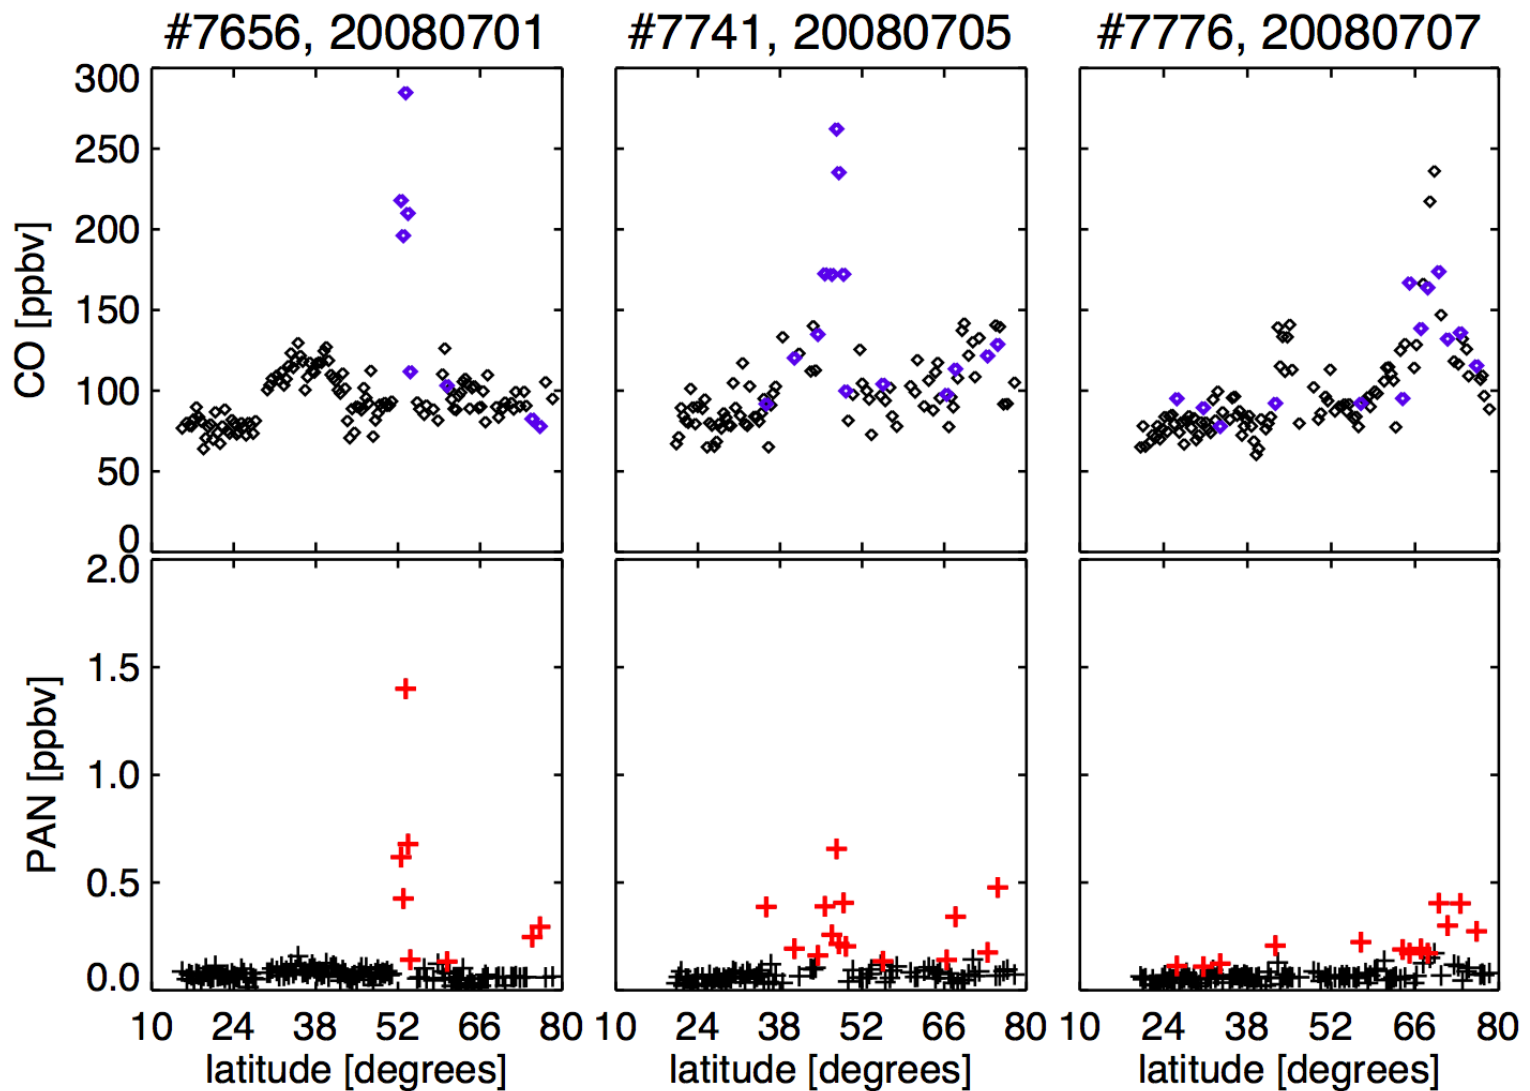 #7656, 20080701 #7741, 20080705 #7776, 20080707
300
250
200
150
100
50
0
CO [ppbv]
2.0
1.5
1.0
0.5
0.0
PAN [ppbv]
10 24 38 52 66 80 10 24 38 52 66 80 10 24 38 52 66 80
latitude [degrees] latitude [degrees] latitude [degrees]